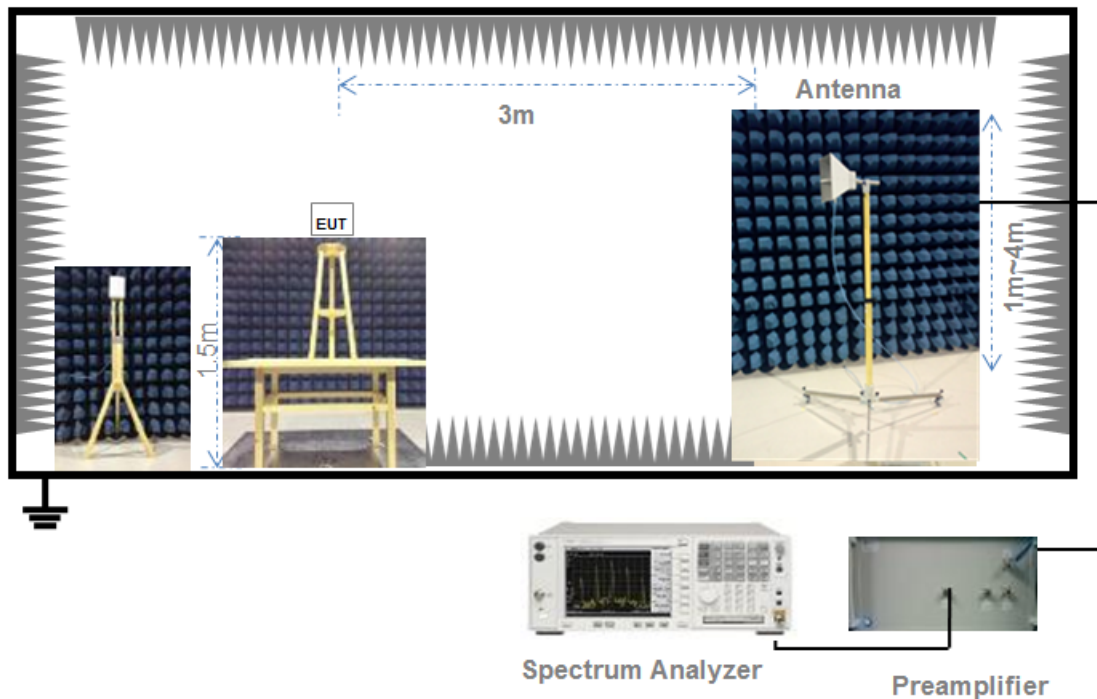 Antenna
3m
EUT
1.5m
1m~4m
Spectrum Analyzer
Preamplifier